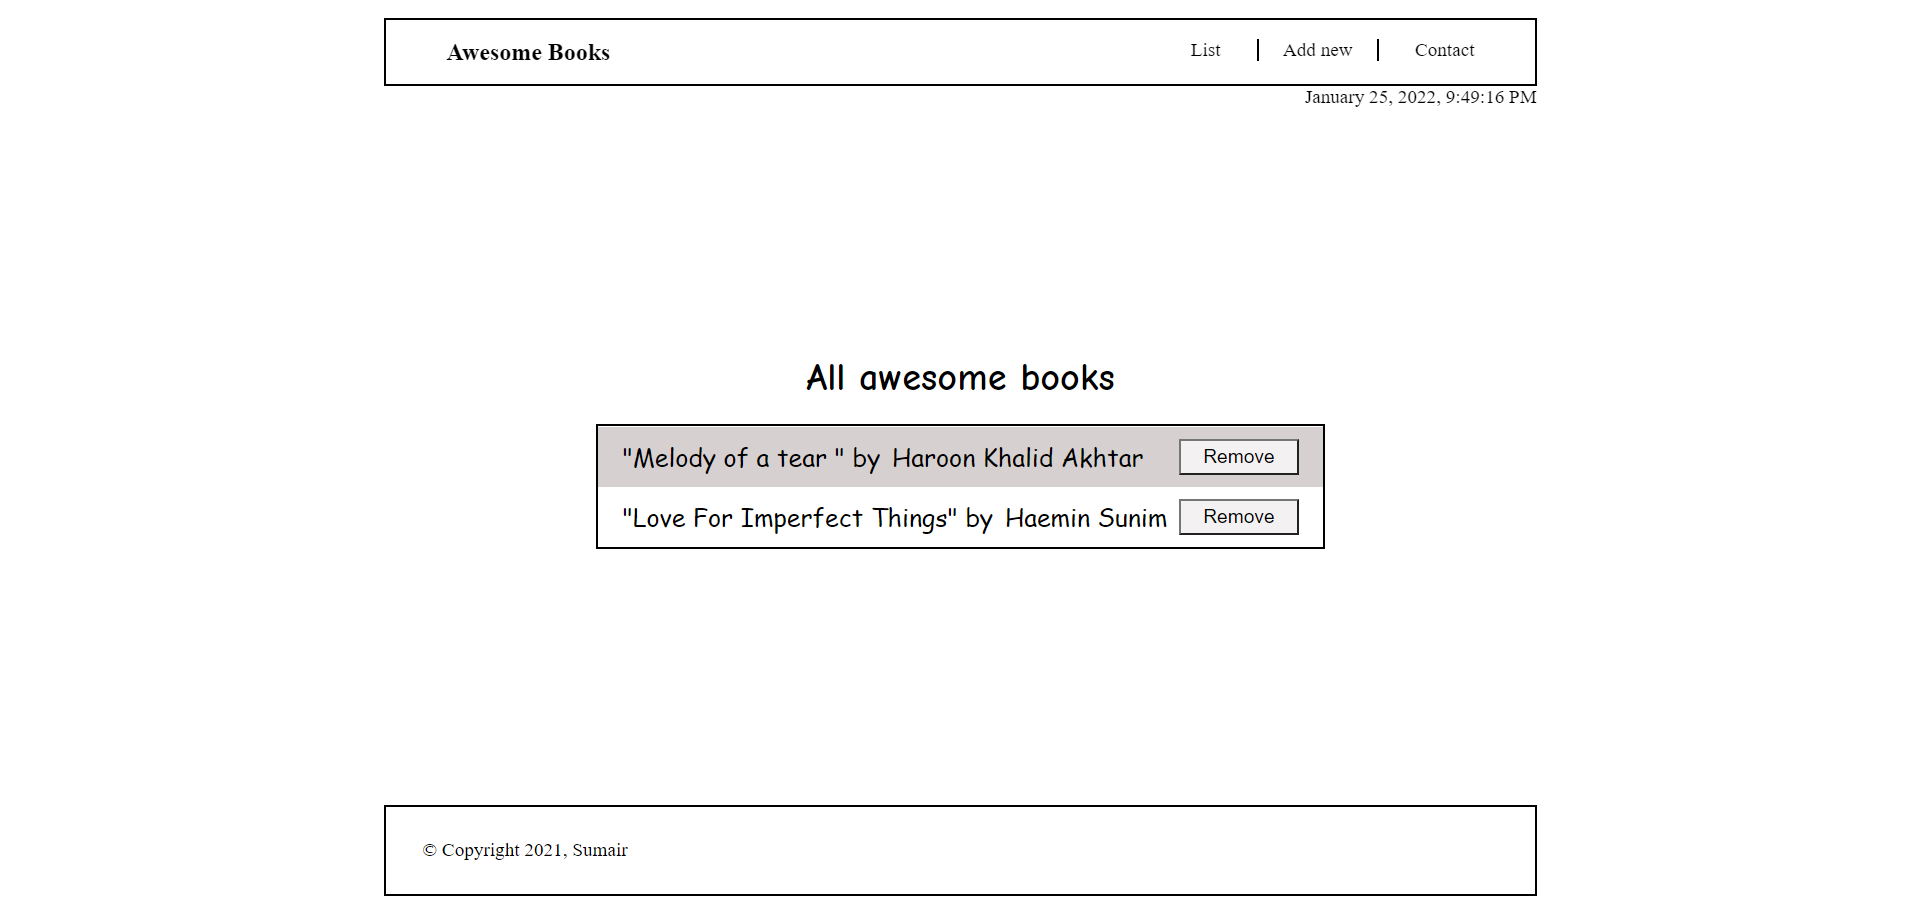 Awesome Books
List | Add new | Contact
January 25, 2022, 9:49:16 PM
All awesome books
"Melody of a tear " by Haroon Khalid Akhtar Remove
"Love For Imperfect Things" by Haemin Sunim Remove
© Copyright 2021, Sumair